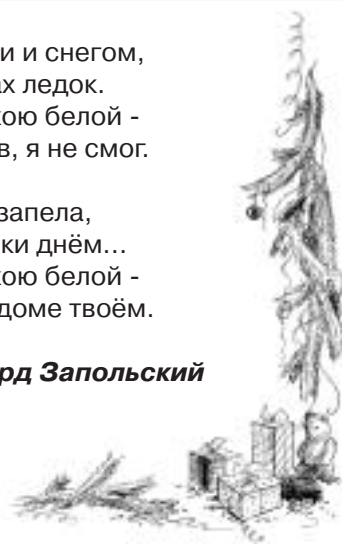 и и снегом,
ах ледок.
кою белой -
в, я не смог.
запела,
ки днём...
кою белой -
доме твоём.
рд Запольский